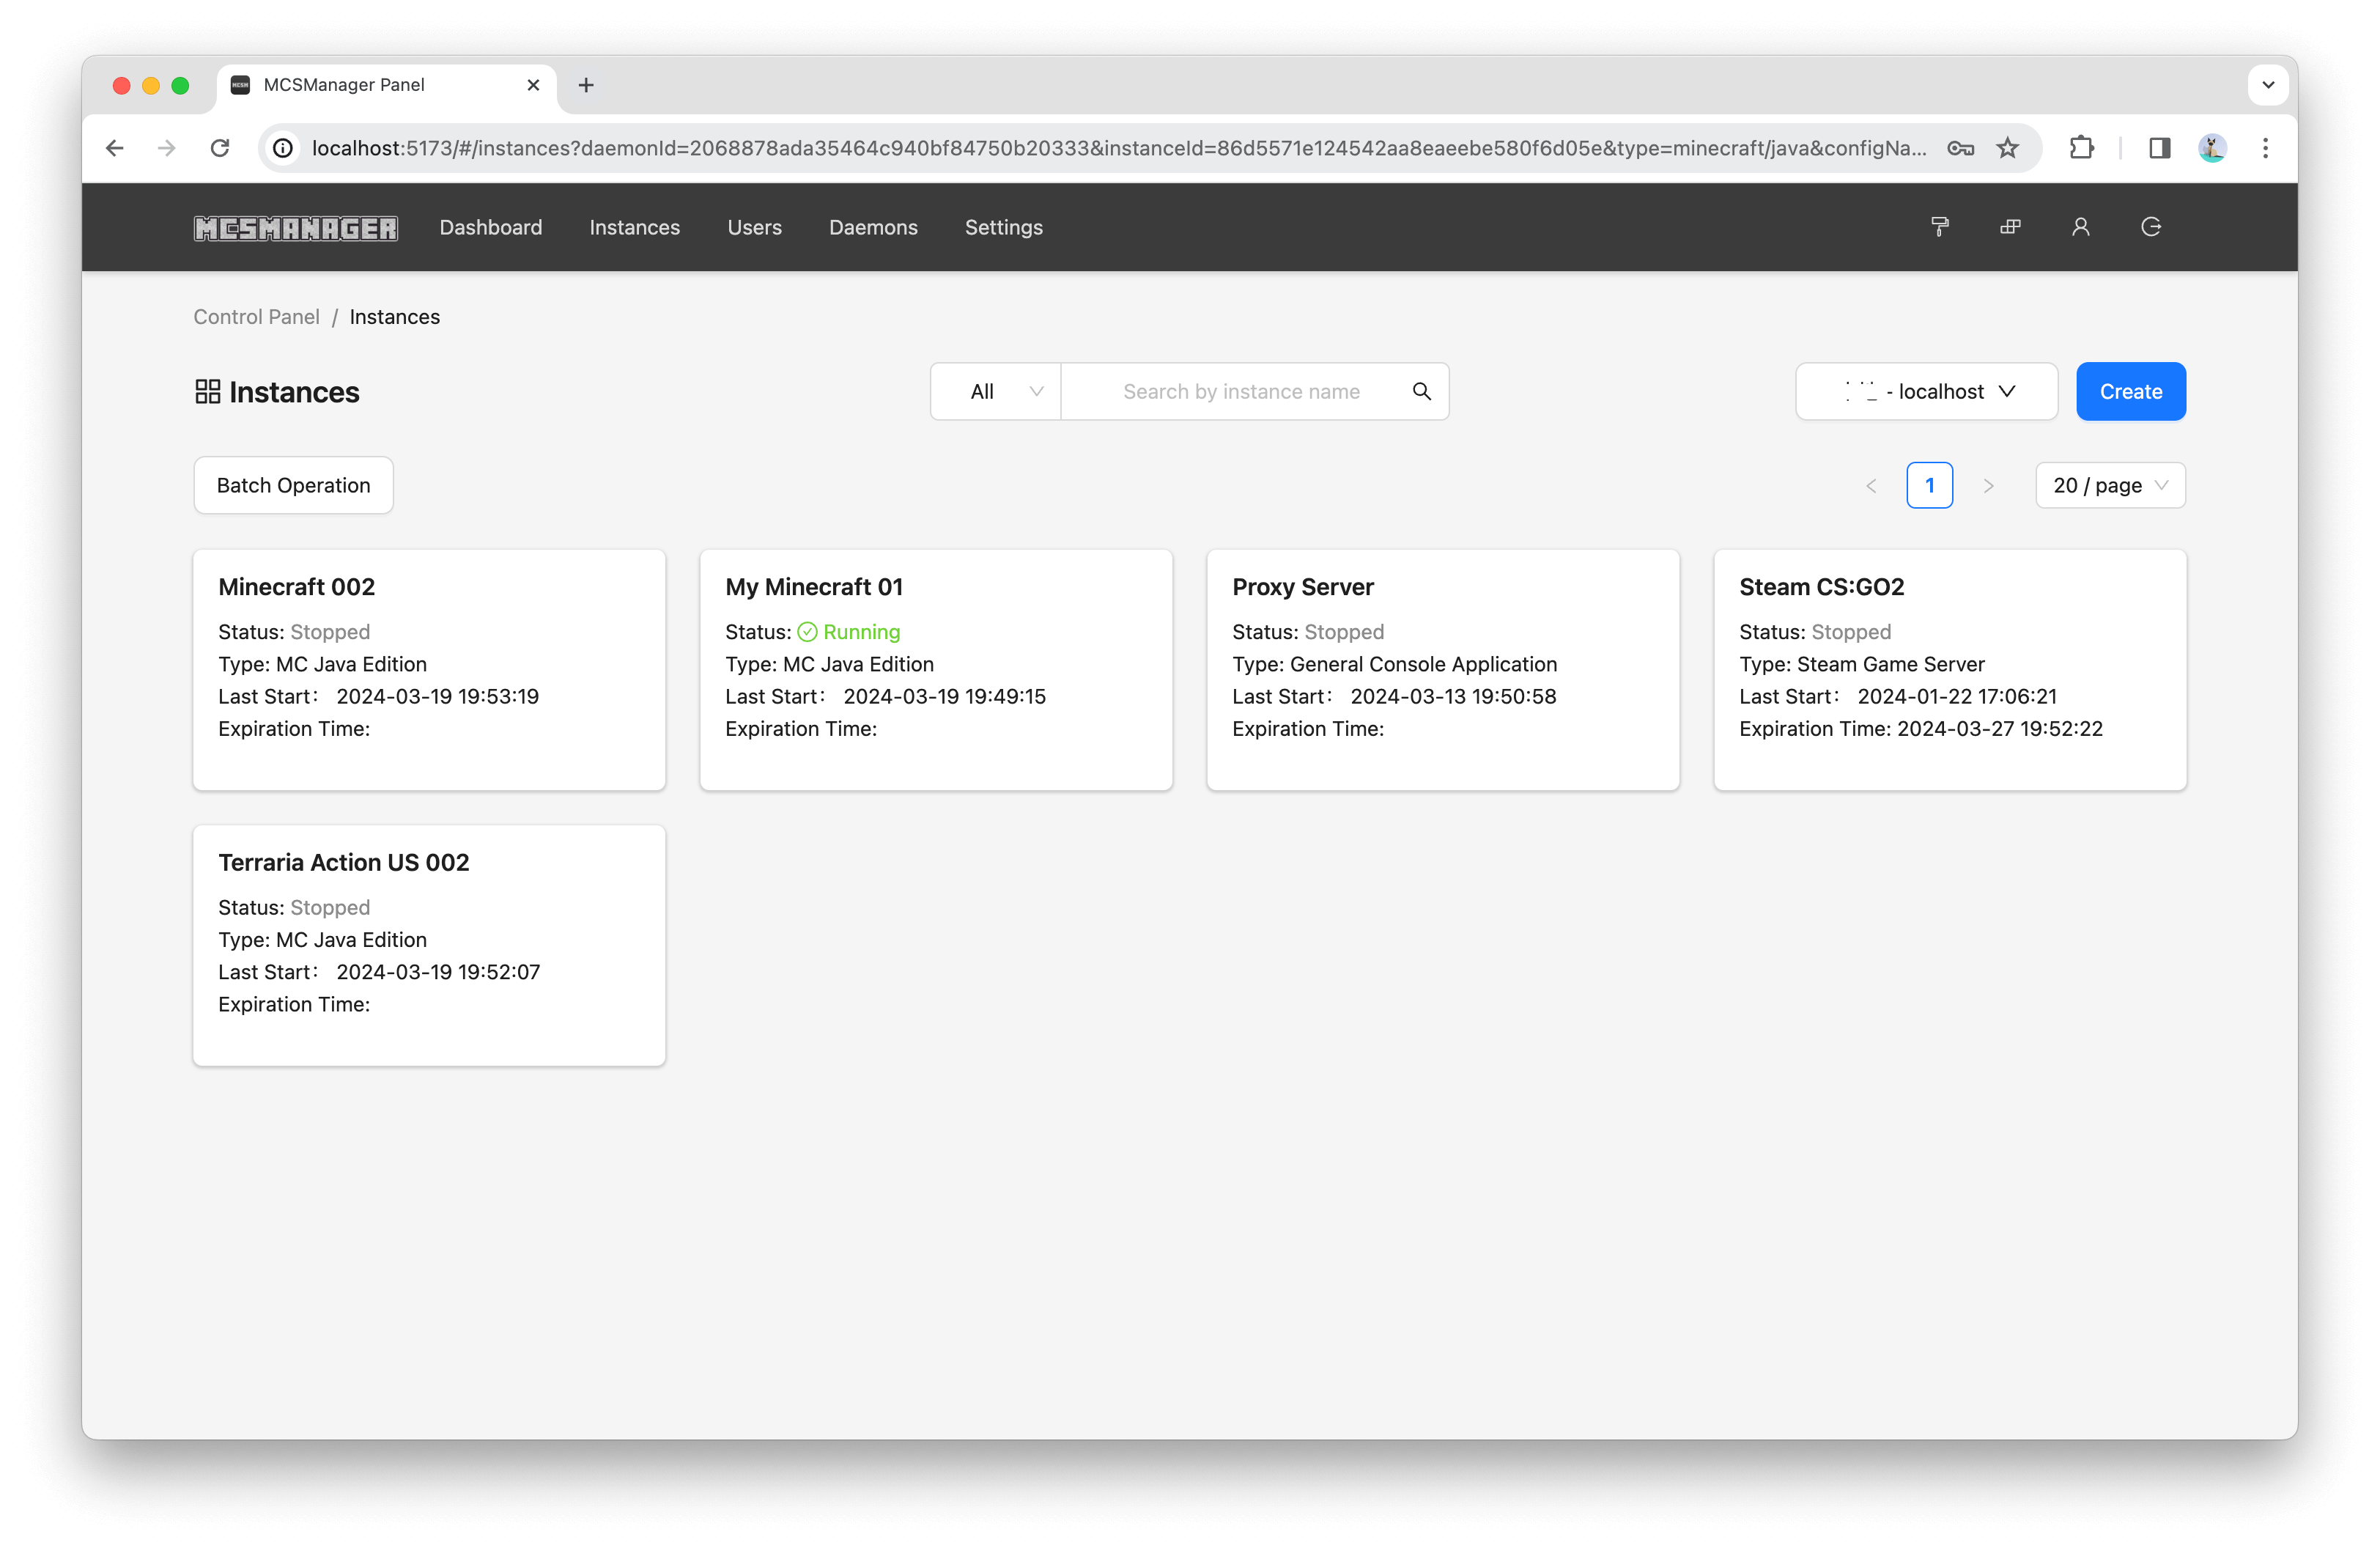 MCSManager Panel
localhost:5173/#/instances?daemonId=2068878ada35464c940bf84750b20333&instanceId=86d5571e124542aa8eaeebe580f6d05e&type=minecraft/java&configNa...
MCSMANAGER Dashboard Instances Users Daemons Settings
Control Panel / Instances
Instances
All
Search by instance name
- localhost
Create
Batch Operation
1
20 / page
Minecraft 002
Status: Stopped
Type: MC Java Edition
Last Start： 2024-03-19 19:53:19
Expiration Time:
My Minecraft 01
Status: Running
Type: MC Java Edition
Last Start： 2024-03-19 19:49:15
Expiration Time:
Proxy Server
Status: Stopped
Type: General Console Application
Last Start： 2024-03-13 19:50:58
Expiration Time:
Steam CS:GO2
Status: Stopped
Type: Steam Game Server
Last Start： 2024-01-22 17:06:21
Expiration Time: 2024-03-27 19:52:22
Terraria Action US 002
Status: Stopped
Type: MC Java Edition
Last Start： 2024-03-19 19:52:07
Expiration Time: